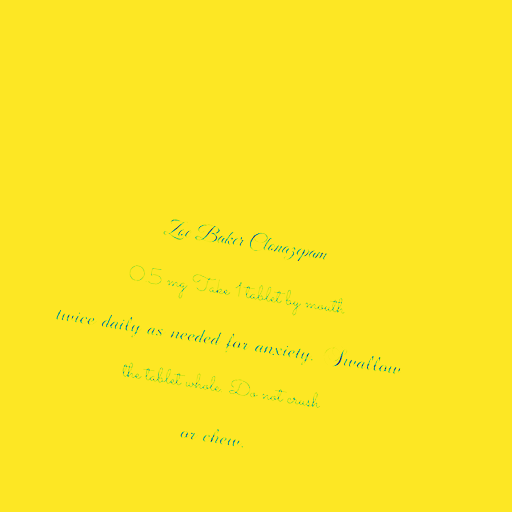 Zoe Baker Clonazepam
0.5 mg Take 1 tablet by mouth
twice daily as needed for anxiety. Swallow
the tablet whole. Do not crush
or chew.